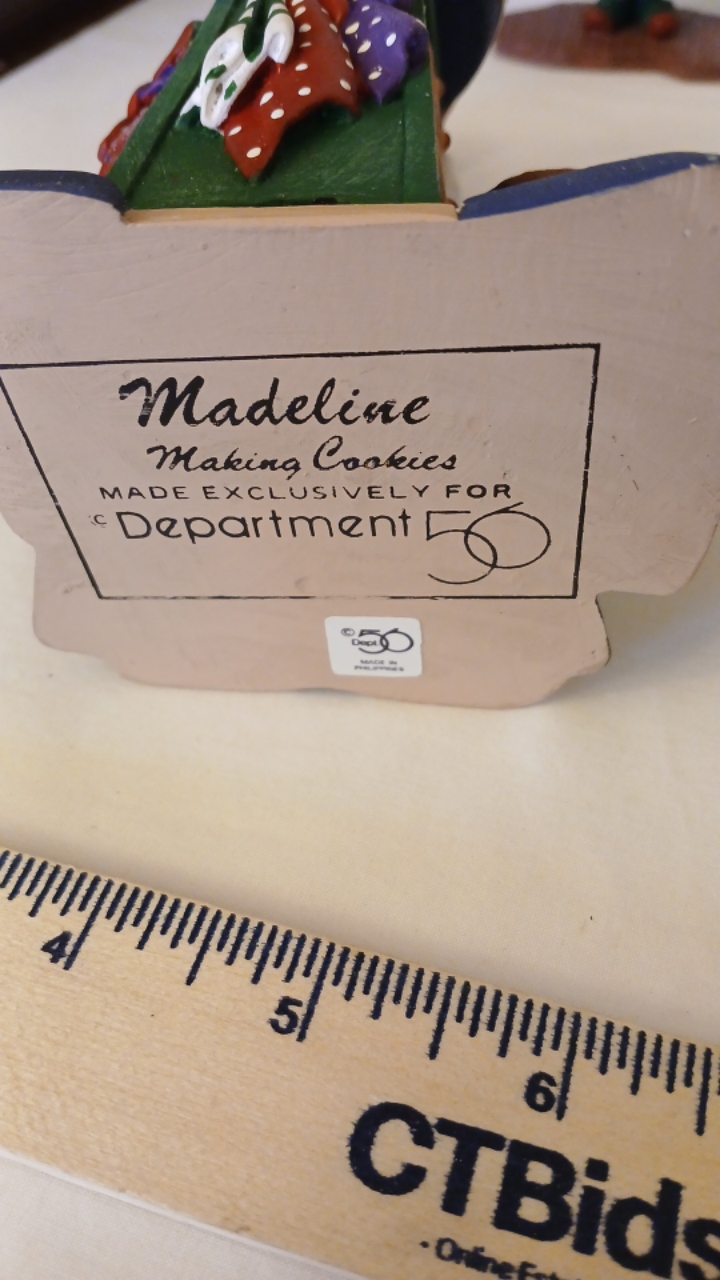 Madeline
Making Cookies
MADE EXCLUSIVELY FOR
© Department 56
© Dept. 56
MADE IN
PHILIPPINES
4
5
6
CTBids